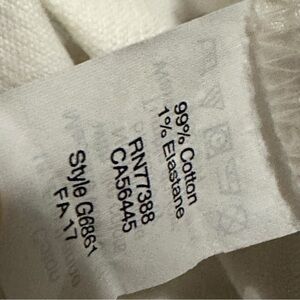 99% Cotton
1% Elastane
RN77388
CA56445
Style G6861
FA 17